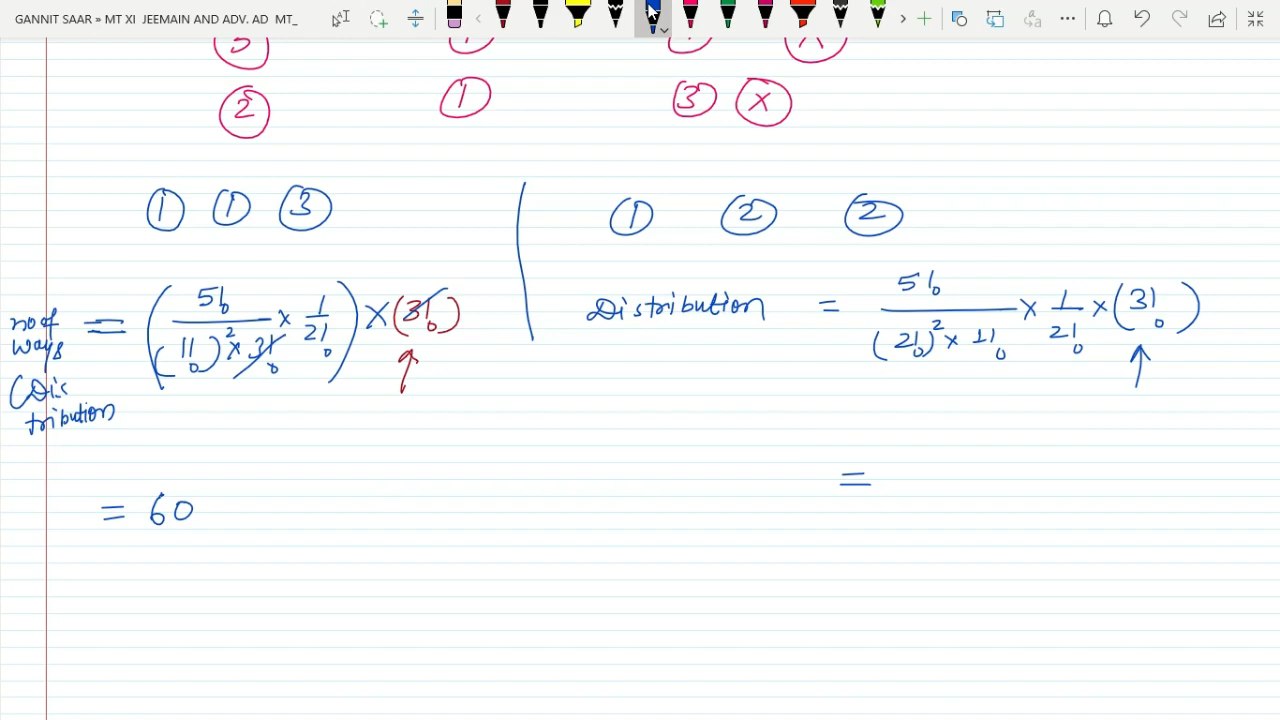 GANNIT SAAR » MT XI JEEMAIN AND ADV. AD MT_
2 1 3 X
1 1 3
1 2 2
no of ways (Distribution = (5! / ((1!)² × 3!) × 1/2!) × (3!)
Distribution = 5! / ((2!)² × 1!) × 1/2! × (3!)
= 60
=